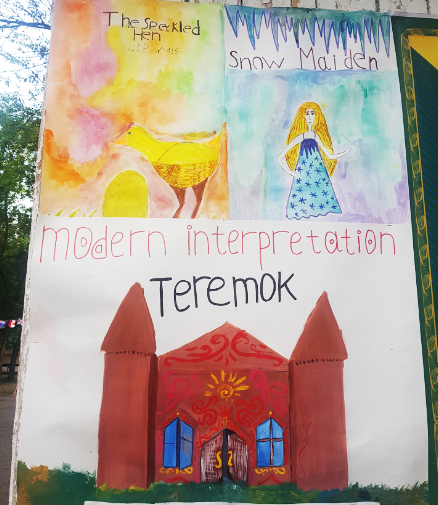 The Speckled
Hen
Snow Maiden
modern interpretation
Teremok